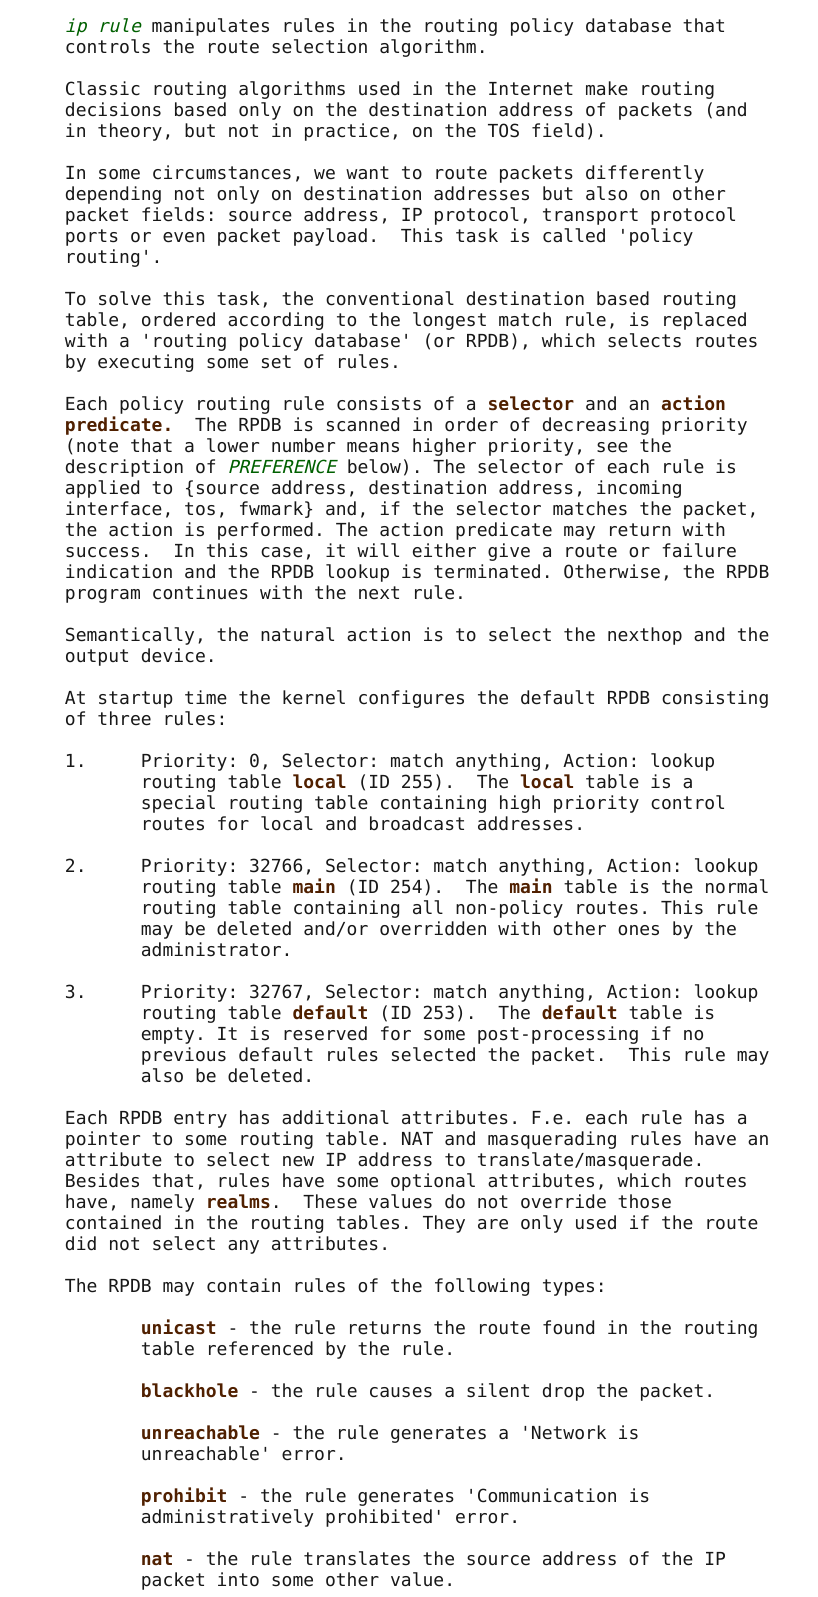 ip rule manipulates rules in the routing policy database that
controls the route selection algorithm.
Classic routing algorithms used in the Internet make routing
decisions based only on the destination address of packets (and
in theory, but not in practice, on the TOS field).
In some circumstances, we want to route packets differently
depending not only on destination addresses but also on other
packet fields: source address, IP protocol, transport protocol
ports or even packet payload.  This task is called 'policy
routing'.
To solve this task, the conventional destination based routing
table, ordered according to the longest match rule, is replaced
with a 'routing policy database' (or RPDB), which selects routes
by executing some set of rules.
Each policy routing rule consists of a selector and an action
predicate.  The RPDB is scanned in order of decreasing priority
(note that a lower number means higher priority, see the
description of PREFERENCE below). The selector of each rule is
applied to {source address, destination address, incoming
interface, tos, fwmark} and, if the selector matches the packet,
the action is performed. The action predicate may return with
success.  In this case, it will either give a route or failure
indication and the RPDB lookup is terminated. Otherwise, the RPDB
program continues with the next rule.
Semantically, the natural action is to select the nexthop and the
output device.
At startup time the kernel configures the default RPDB consisting
of three rules:
1. Priority: 0, Selector: match anything, Action: lookup
routing table local (ID 255).  The local table is a
special routing table containing high priority control
routes for local and broadcast addresses.
2. Priority: 32766, Selector: match anything, Action: lookup
routing table main (ID 254).  The main table is the normal
routing table containing all non-policy routes. This rule
may be deleted and/or overridden with other ones by the
administrator.
3. Priority: 32767, Selector: match anything, Action: lookup
routing table default (ID 253).  The default table is
empty. It is reserved for some post-processing if no
previous default rules selected the packet.  This rule may
also be deleted.
Each RPDB entry has additional attributes. F.e. each rule has a
pointer to some routing table. NAT and masquerading rules have an
attribute to select new IP address to translate/masquerade.
Besides that, rules have some optional attributes, which routes
have, namely realms.  These values do not override those
contained in the routing tables. They are only used if the route
did not select any attributes.
The RPDB may contain rules of the following types:
unicast - the rule returns the route found in the routing
table referenced by the rule.
blackhole - the rule causes a silent drop the packet.
unreachable - the rule generates a 'Network is
unreachable' error.
prohibit - the rule generates 'Communication is
administratively prohibited' error.
nat - the rule translates the source address of the IP
packet into some other value.